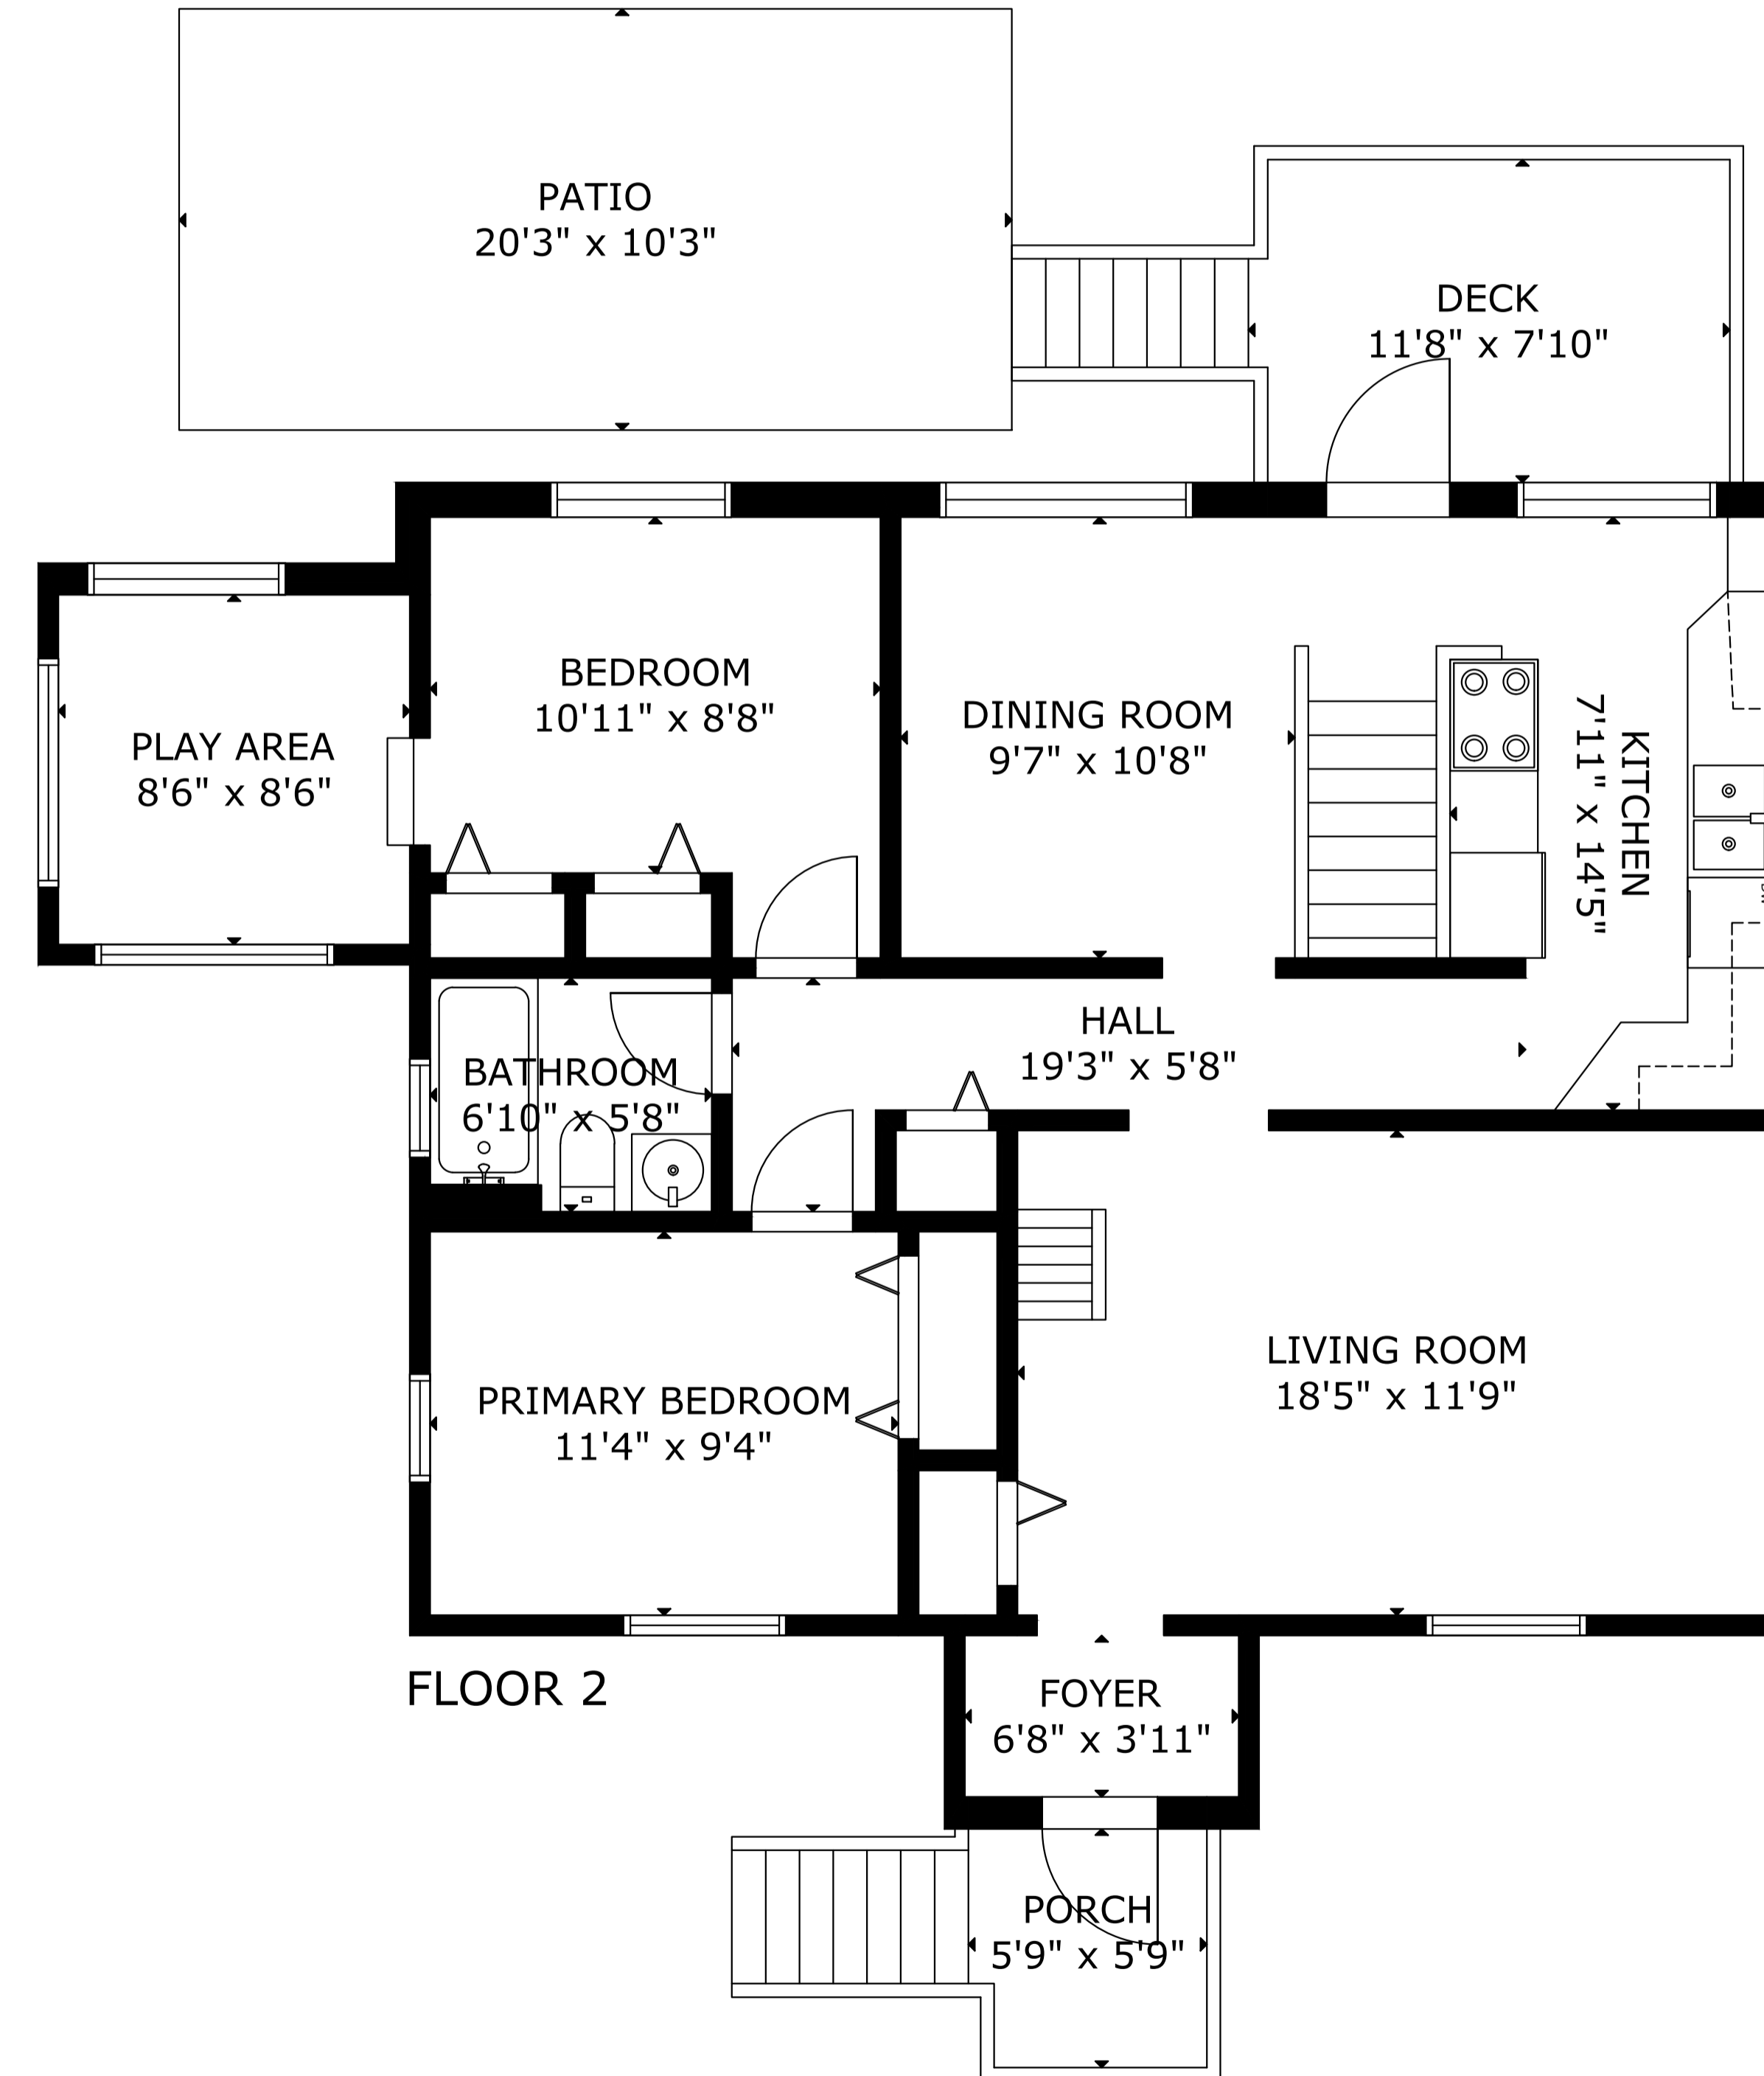 PATIO
20'3" x 10'3"
DECK
11'8" x 7'10"
BEDROOM
10'11" x 8'8"
DINING ROOM
9'7" x 10'8"
KITCHEN
7'11" x 14'5"
PLAY AREA
8'6" x 8'6"
HALL
19'3" x 5'8"
BATHROOM
6'10" x 5'8"
LIVING ROOM
18'5" x 11'9"
PRIMARY BEDROOM
11'4" x 9'4"
FLOOR 2
FOYER
6'8" x 3'11"
PORCH
5'9" x 5'9"